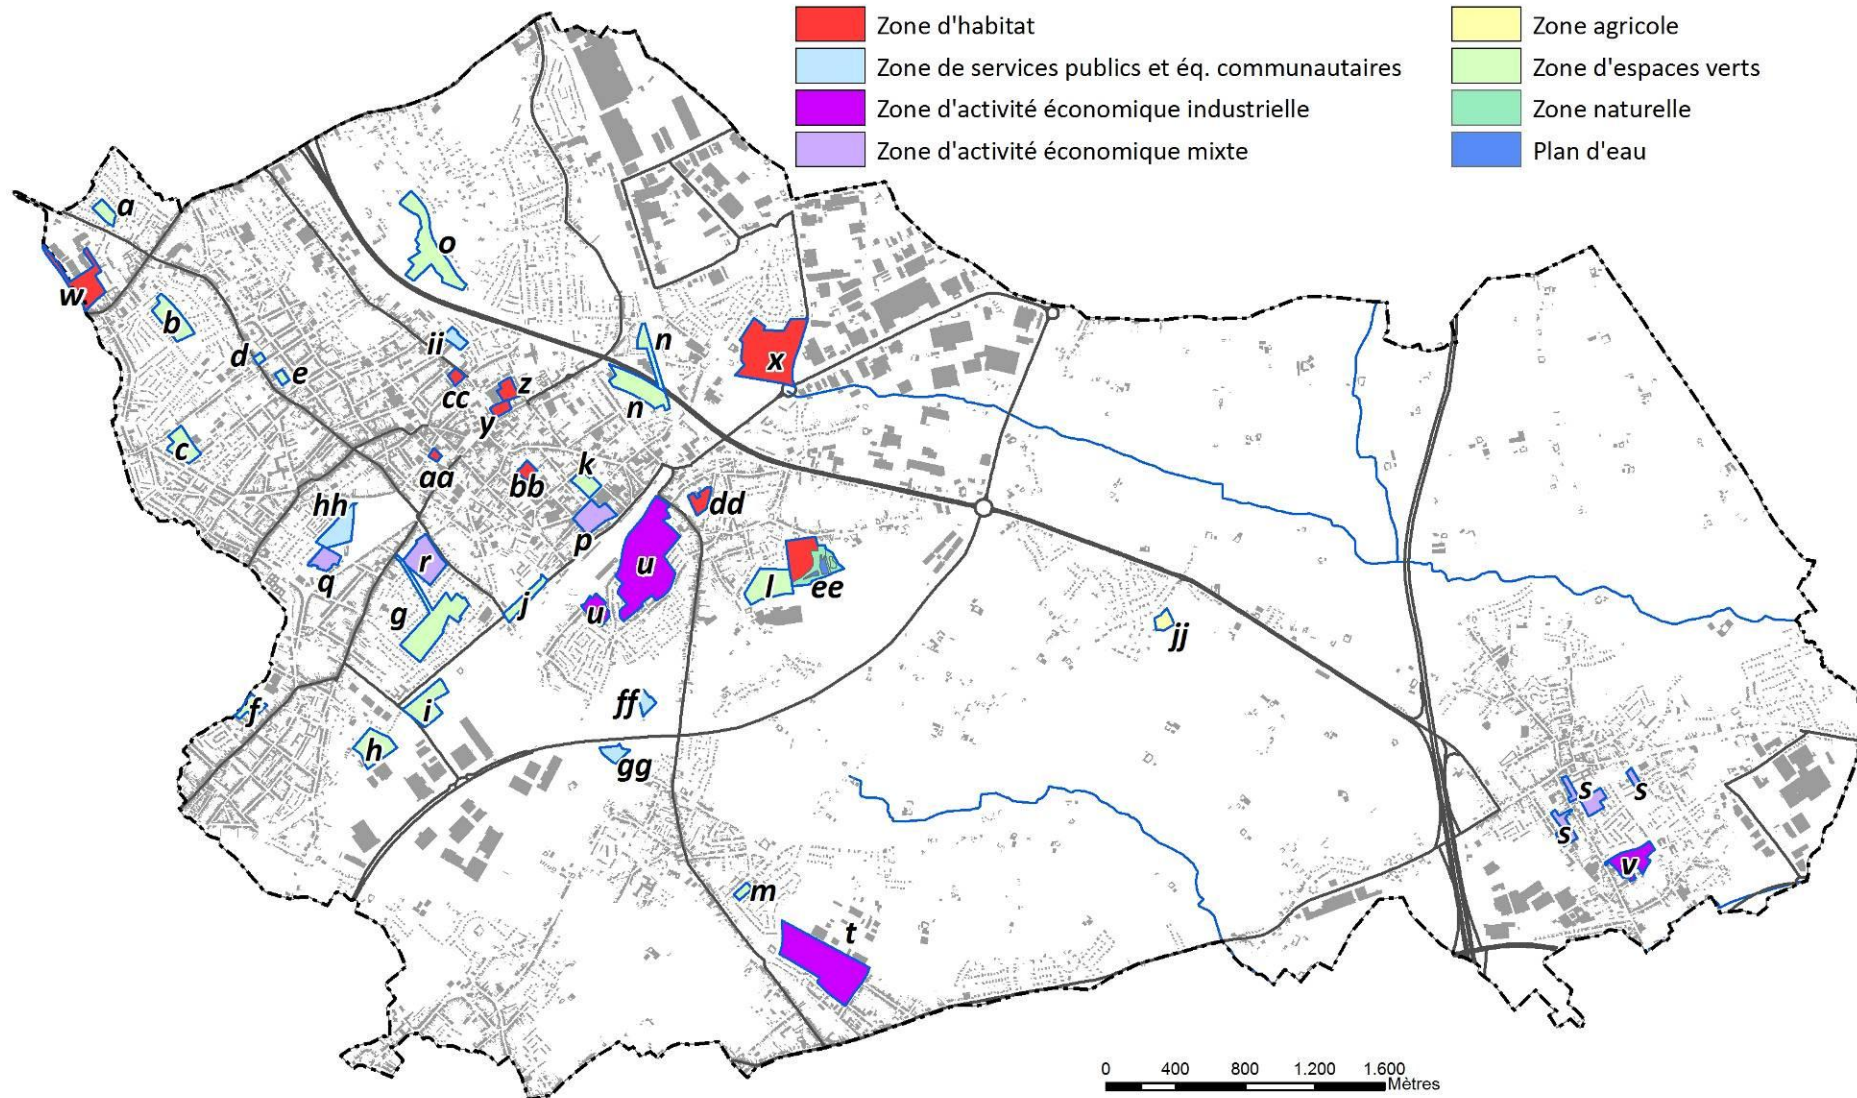 Zone d'habitat
Zone de services publics et éq. communautaires
Zone d'activité économique industrielle
Zone d'activité économique mixte
Zone agricole
Zone d'espaces verts
Zone naturelle
Plan d'eau
a
o
w
b
d
e
ii
cc
z
y
n
n
x
c
aa
bb
k
hh
dd
p
q
r
u
u
l
ee
g
j
jj
f
i
h
ff
gg
s
s
s
v
m
t
0 400 800 1.200 1.600
Mètres